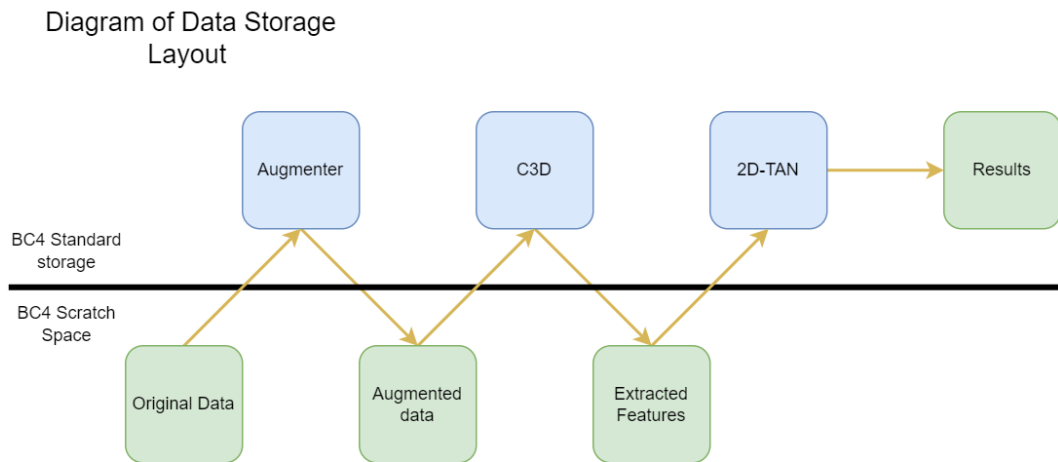 Diagram of Data Storage
Layout
Augmenter
C3D
2D-TAN
Results
BC4 Standard
storage
BC4 Scratch
Space
Original Data
Augmented
data
Extracted
Features